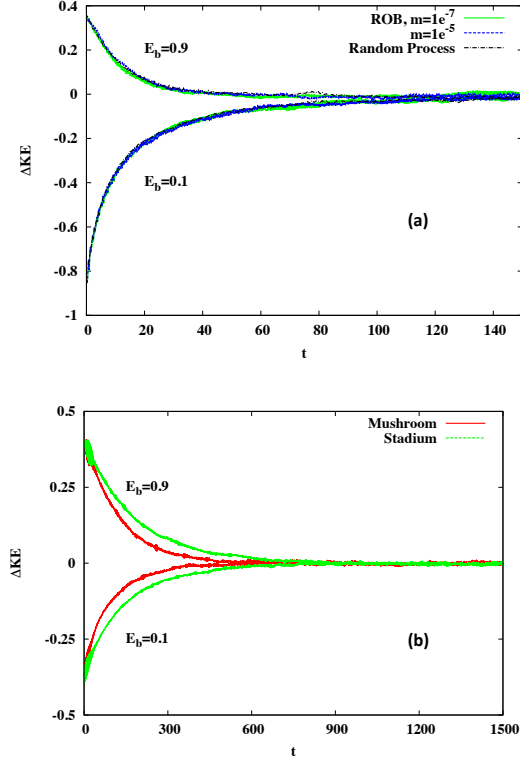 0.4
0.2
0
-0.2
-0.4
-0.6
-0.8
-1
ΔKE
E_b=0.9
E_b=0.1
ROB, m=1e^-7
m=1e^-5
Random Process
(a)
0 20 40 60 80 100 120 140
t
0.5
0.25
0
-0.25
-0.5
ΔKE
E_b=0.9
E_b=0.1
Mushroom
Stadium
(b)
0 300 600 900 1200 1500
t